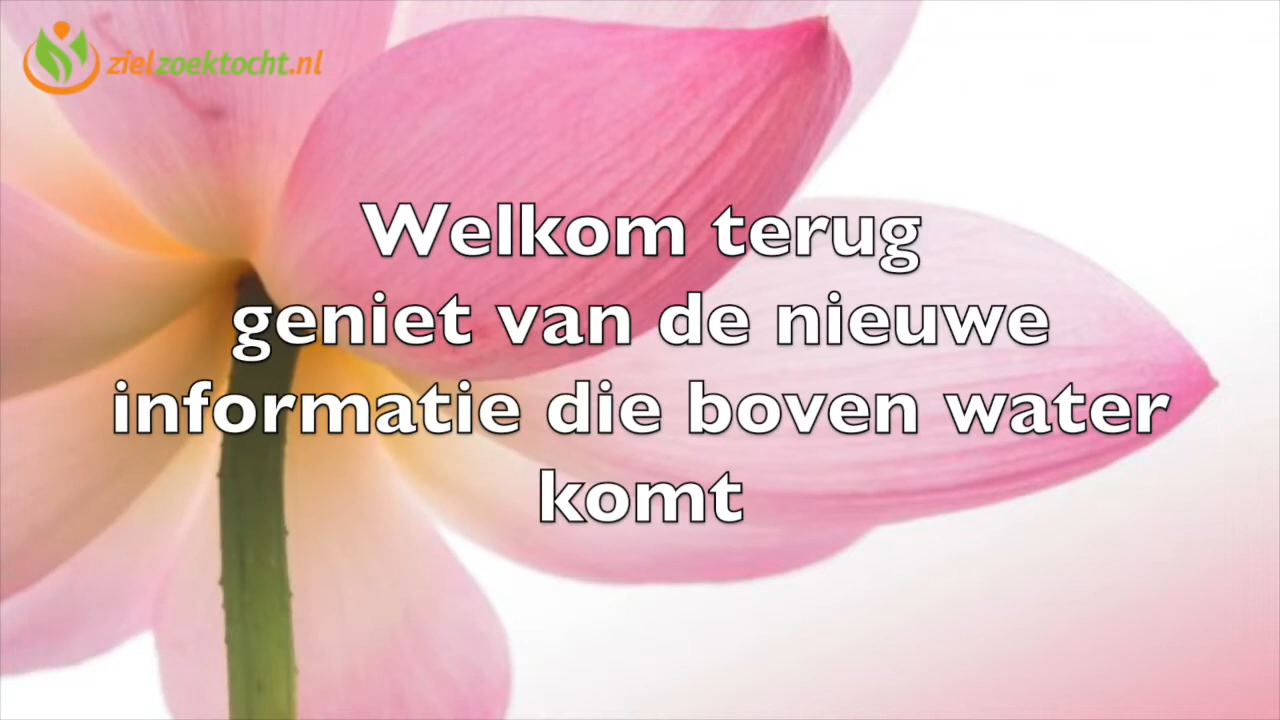 zielzoektocht.nl
Welkom terug
geniet van de nieuwe
informatie die boven water
komt